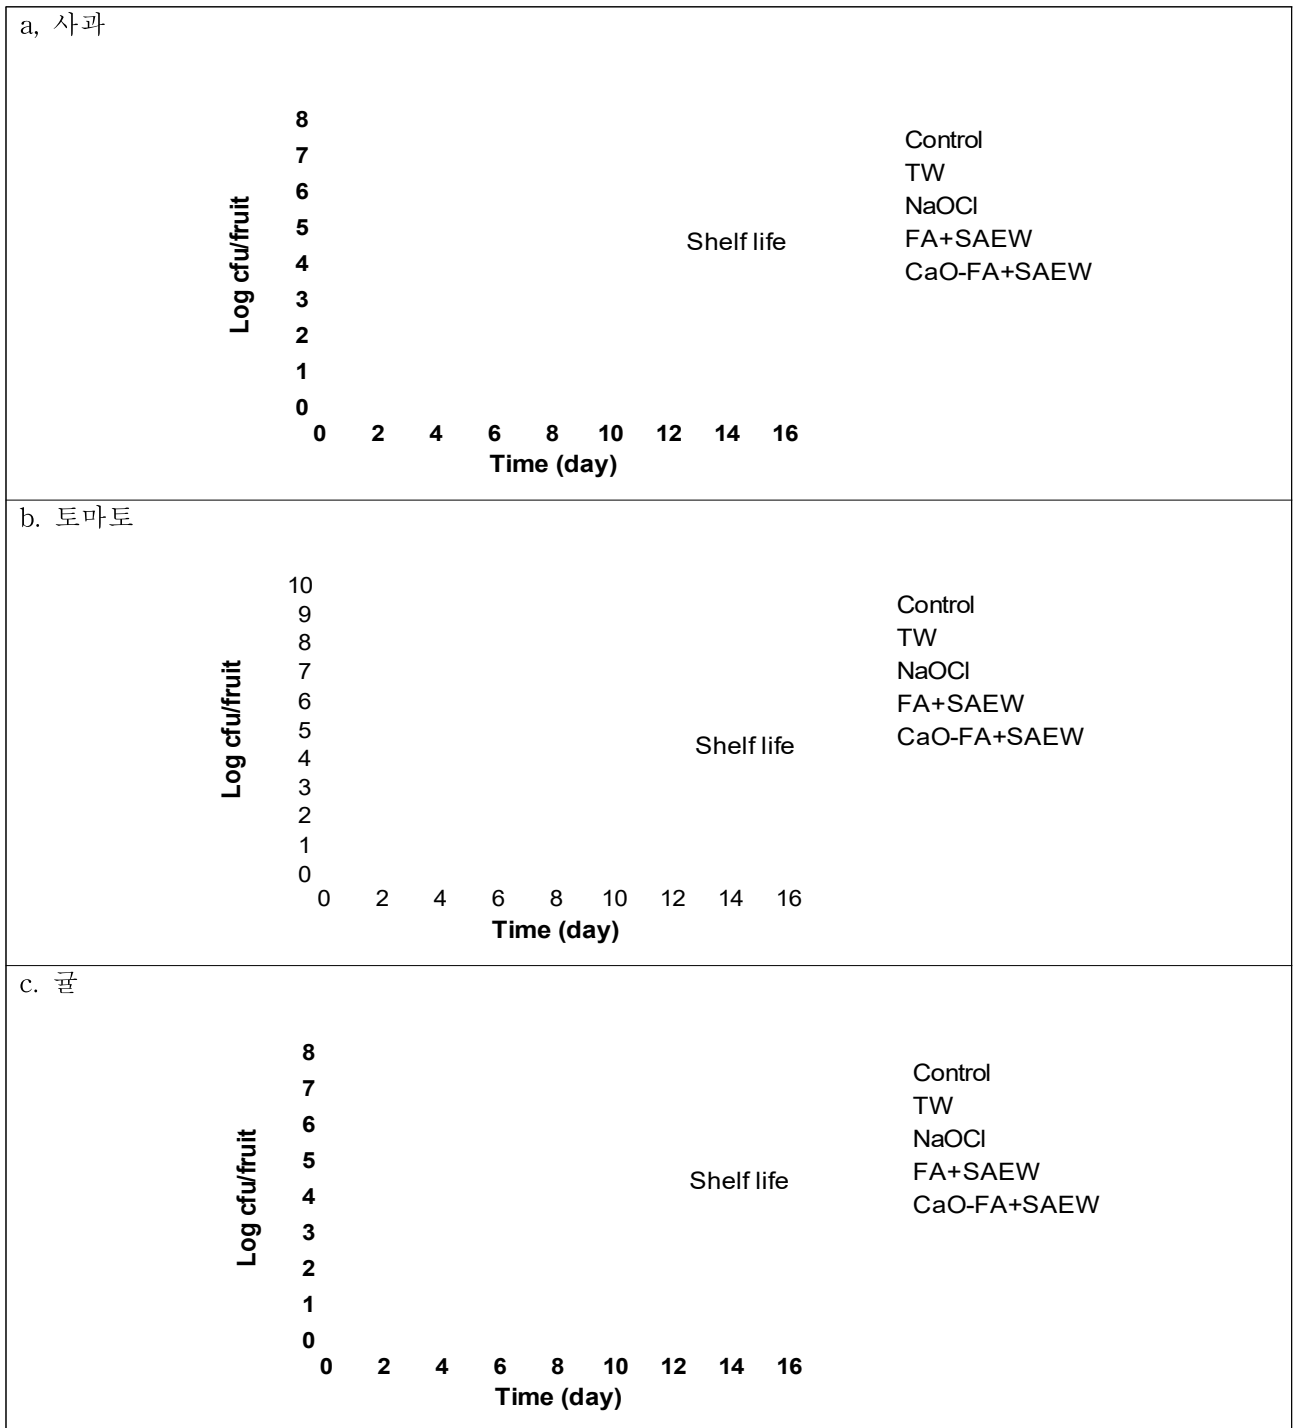 a, 사과
8
7
6
5
4
3
2
1
0
Log cfu/fruit
Shelf life
Control
TW
NaOCl
FA+SAEW
CaO-FA+SAEW
0 2 4 6 8 10 12 14 16
Time (day)
b. 토마토
10
9
8
7
6
5
4
3
2
1
0
Log cfu/fruit
Shelf life
Control
TW
NaOCl
FA+SAEW
CaO-FA+SAEW
0 2 4 6 8 10 12 14 16
Time (day)
c. 귤
8
7
6
5
4
3
2
1
0
Log cfu/fruit
Shelf life
Control
TW
NaOCl
FA+SAEW
CaO-FA+SAEW
0 2 4 6 8 10 12 14 16
Time (day)